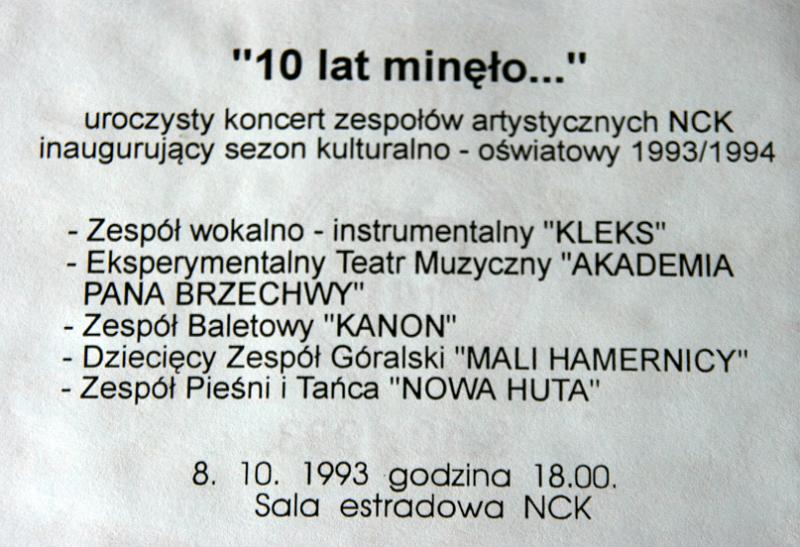 "10 lat minęło..."
uroczysty koncert zespołów artystycznych NCK
inaugurujący sezon kulturalno - oświatowy 1993/1994
- Zespół wokalno - instrumentalny "KLEKS"
- Eksperymentalny Teatr Muzyczny "AKADEMIA
PANA BRZECHWY"
- Zespół Baletowy "KANON"
- Dziecięcy Zespół Góralski "MALI HAMERNICY"
- Zespół Pieśni i Tańca "NOWA HUTA"
8. 10. 1993 godzina 18.00.
Sala estradowa NCK